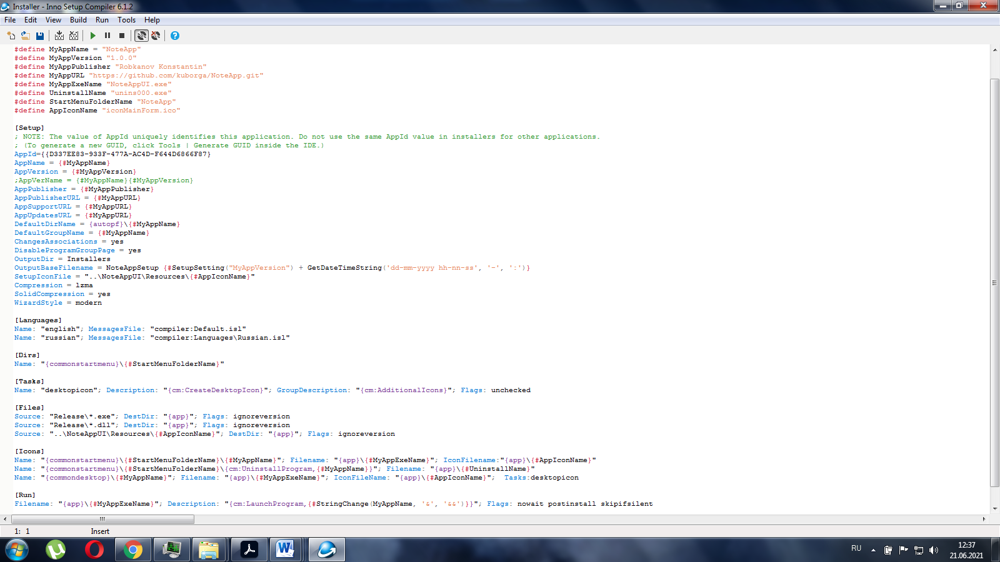 Installer - Inno Setup Compiler 6.1.2
File Edit View Build Run Tools Help
#define MyAppName = "NoteApp"
#define MyAppVersion "1.0.0"
#define MyAppPublisher "Robkanov Konstantin"
#define MyAppURL "https://github.com/kuborga/NoteApp.git"
#define MyAppExeName "NoteAppUI.exe"
#define UninstallName "unins000.exe"
#define StartMenuFolderName "NoteApp"
#define AppIconName "iconMainForm.ico"
[Setup]
; NOTE: The value of AppId uniquely identifies this application. Do not use the same AppId value in installers for other applications.
; (To generate a new GUID, click Tools | Generate GUID inside the IDE.)
AppId={{D337EE83-933F-477A-AC4D-F644D6866F87}
AppName = {#MyAppName}
AppVersion = {#MyAppVersion}
;AppVerName = {#MyAppName}{#MyAppVersion}
AppPublisher = {#MyAppPublisher}
AppPublisherURL = {#MyAppURL}
AppSupportURL = {#MyAppURL}
AppUpdatesURL = {#MyAppURL}
DefaultDirName = {autopf}\{#MyAppName}
DefaultGroupName = {#MyAppName}
ChangesAssociations = yes
DisableProgramGroupPage = yes
OutputDir = Installers
OutputBaseFilename = NoteAppSetup {#SetupSetting("MyAppVersion") + GetDateTimeString('dd-mm-yyyy hh-nn-ss', '-', ':')}
SetupIconFile = "..\NoteAppUI\Resources\{#AppIconName}"
Compression = lzma
SolidCompression = yes
WizardStyle = modern
[Languages]
Name: "english"; MessagesFile: "compiler:Default.isl"
Name: "russian"; MessagesFile: "compiler:Languages\Russian.isl"
[Dirs]
Name: "{commonstartmenu}\{#StartMenuFolderName}"
[Tasks]
Name: "desktopicon"; Description: "{cm:CreateDesktopIcon}"; GroupDescription: "{cm:AdditionalIcons}"; Flags: unchecked
[Files]
Source: "Release\*.exe"; DestDir: "{app}"; Flags: ignoreversion
Source: "Release\*.dll"; DestDir: "{app}"; Flags: ignoreversion
Source: "..\NoteAppUI\Resources\{#AppIconName}"; DestDir: "{app}"; Flags: ignoreversion
[Icons]
Name: "{commonstartmenu}\{#StartMenuFolderName}\{#MyAppName}"; Filename: "{app}\{#MyAppExeName}"; IconFilename:"{app}\{#AppIconName}"
Name: "{commonstartmenu}\{#StartMenuFolderName}\{cm:UninstallProgram,{#MyAppName}}"; Filename: "{app}\{#UninstallName}"
Name: "{commondesktop}\{#MyAppName}"; Filename: "{app}\{#MyAppExeName}"; IconFileName: "{app}\{#AppIconName}";  Tasks:desktopicon
[Run]
Filename: "{app}\{#MyAppExeName}"; Description: "{cm:LaunchProgram,{#StringChange(MyAppName, '&', '&&')}}"; Flags: nowait postinstall skipifsilent
1: 1 Insert
RU
12:37
21.06.2021